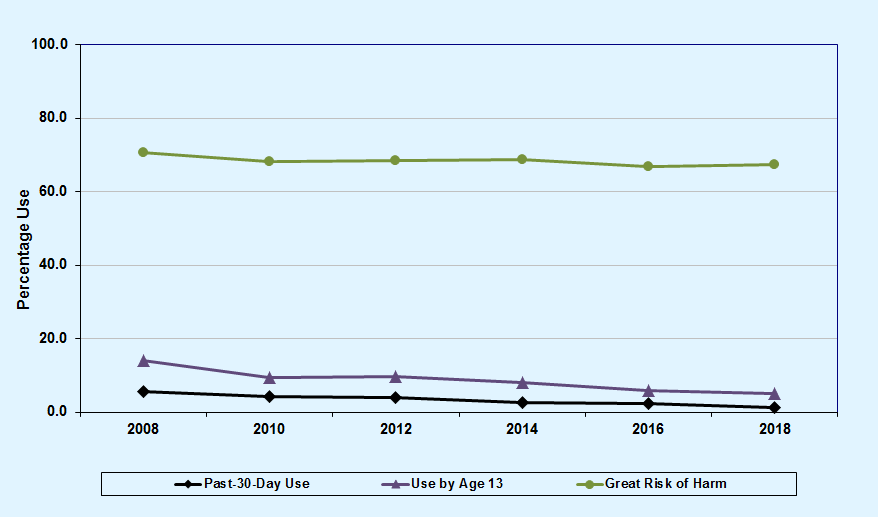 100.0
80.0
60.0
40.0
20.0
0.0
Percentage Use
2008 2010 2012 2014 2016 2018
Past-30-Day Use Use by Age 13 Great Risk of Harm